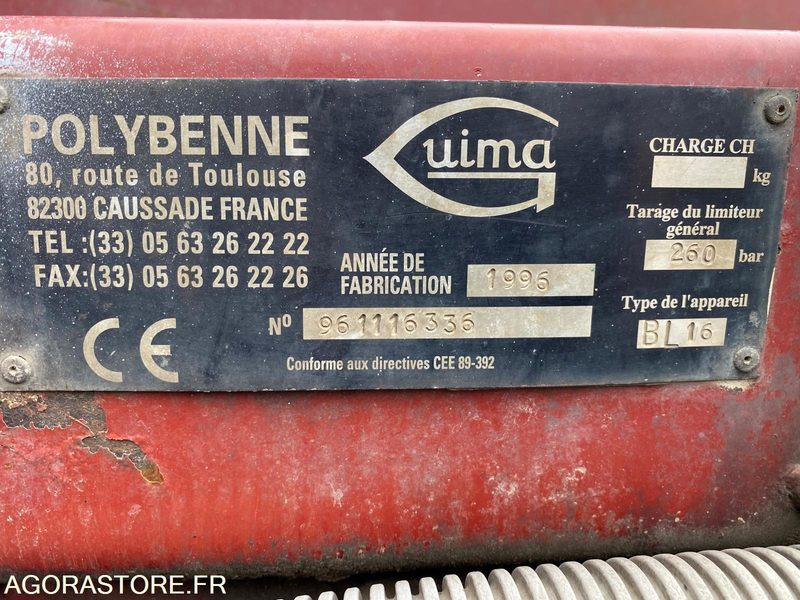 POLYBENNE
80, route de Toulouse
82300 CAUSSADE FRANCE
TEL :(33) 05 63 26 22 22
FAX:(33) 05 63 26 22 26
CE
Guima
ANNÉE DE
FABRICATION 1996
N° 961116336
Conforme aux directives CEE 89-392
CHARGE CH
kg
Tarage du limiteur
général
260 bar
Type de l'appareil
BL16
AGORASTORE.FR